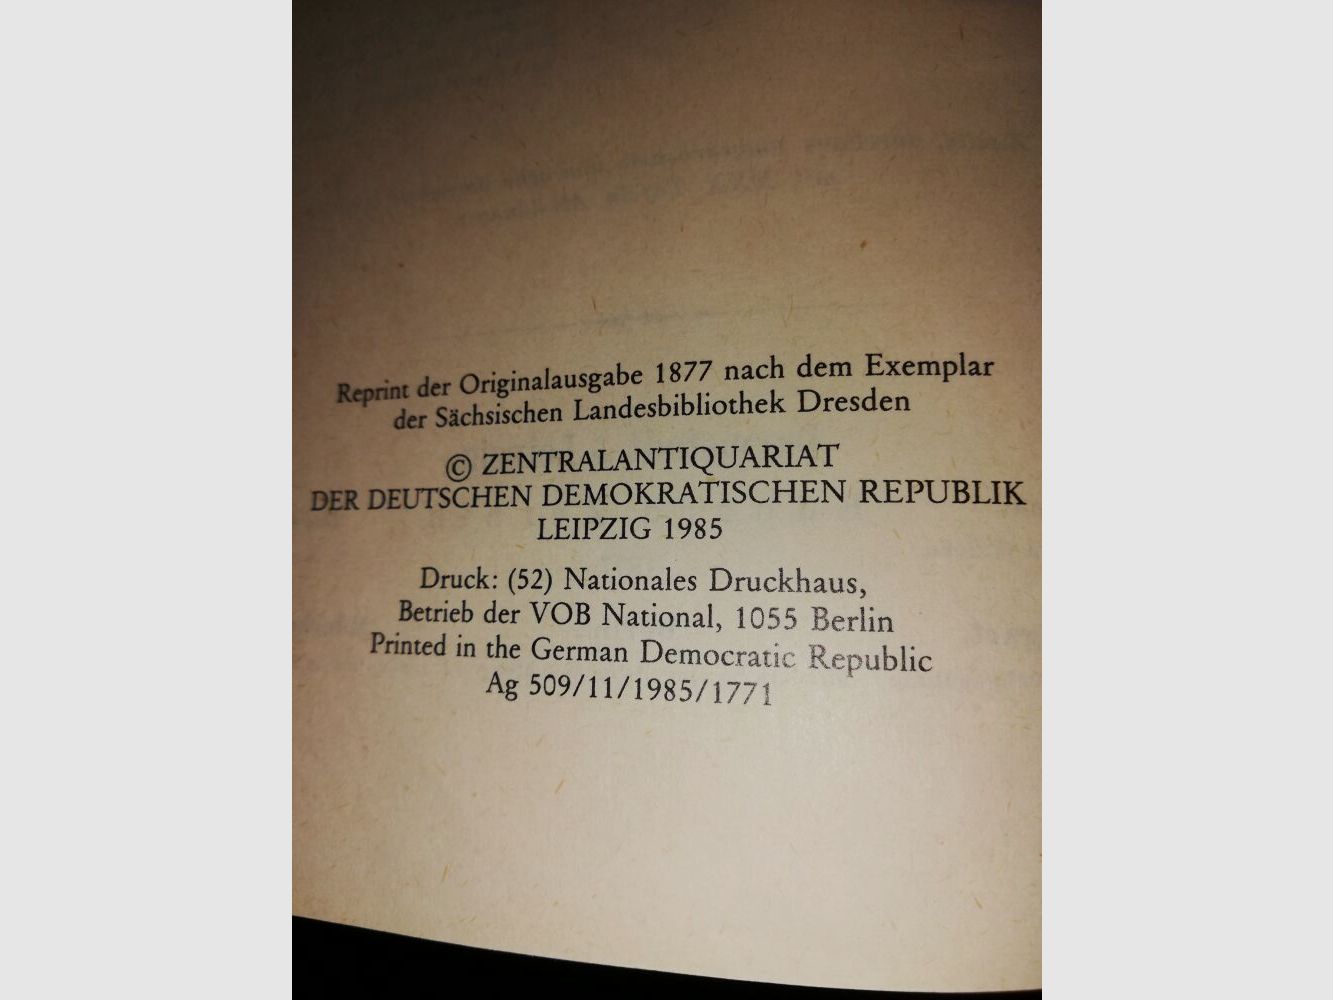 Reprint der Originalausgabe 1877 nach dem Exemplar
der Sächsischen Landesbibliothek Dresden
© ZENTRALANTIQUARIAT
DER DEUTSCHEN DEMOKRATISCHEN REPUBLIK
LEIPZIG 1985
Druck: (52) Nationales Druckhaus,
Betrieb der VOB National, 1055 Berlin
Printed in the German Democratic Republic
Ag 509/11/1985/1771